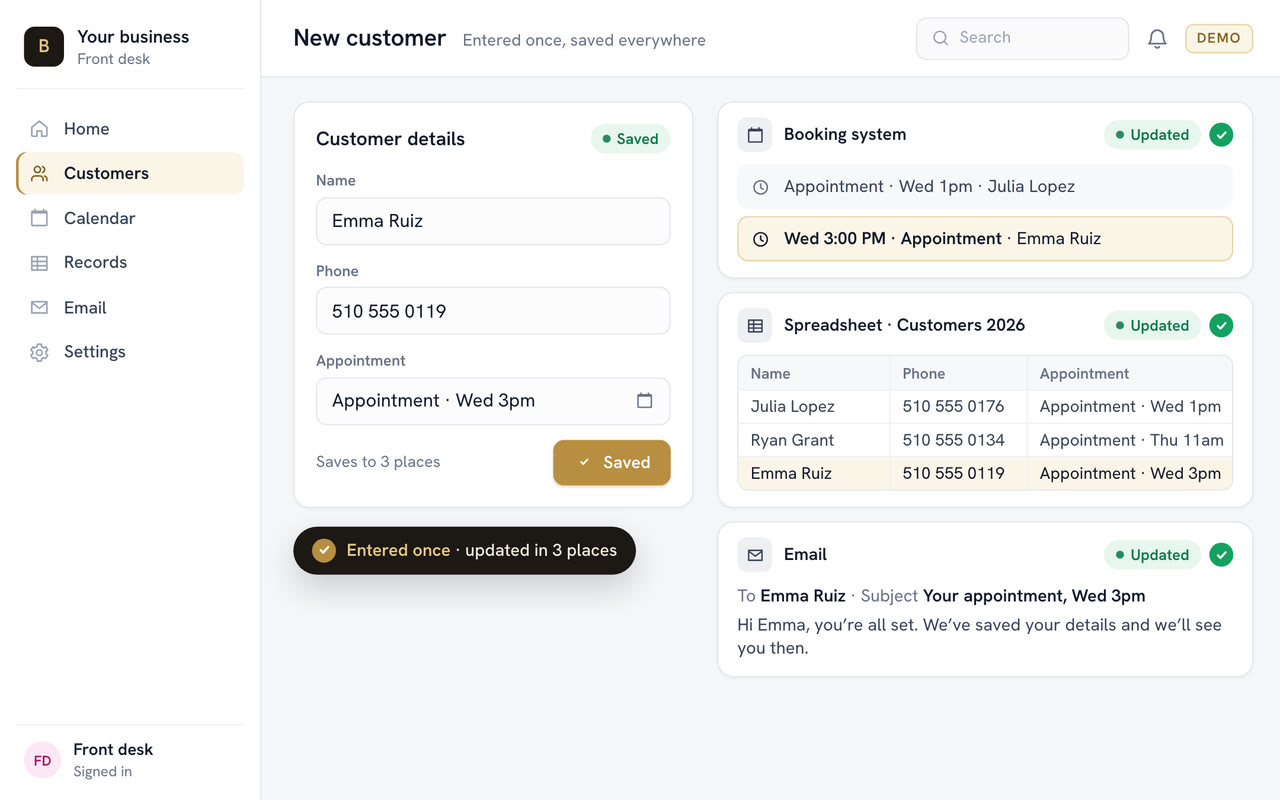 B
Your business
Front desk
Home
Customers
Calendar
Records
Email
Settings
FD
Front desk
Signed in
New customer
Entered once, saved everywhere
Search
DEMO
Customer details
Saved
Name
Emma Ruiz
Phone
510 555 0119
Appointment
Appointment · Wed 3pm
Saves to 3 places
Saved
Entered once · updated in 3 places
Booking system
Updated
Appointment · Wed 1pm · Julia Lopez
Wed 3:00 PM · Appointment · Emma Ruiz
Spreadsheet · Customers 2026
Updated
Name Phone Appointment
Julia Lopez 510 555 0176 Appointment · Wed 1pm
Ryan Grant 510 555 0134 Appointment · Thu 11am
Emma Ruiz 510 555 0119 Appointment · Wed 3pm
Email
Updated
To Emma Ruiz · Subject Your appointment, Wed 3pm
Hi Emma, you’re all set. We’ve saved your details and we’ll see
you then.